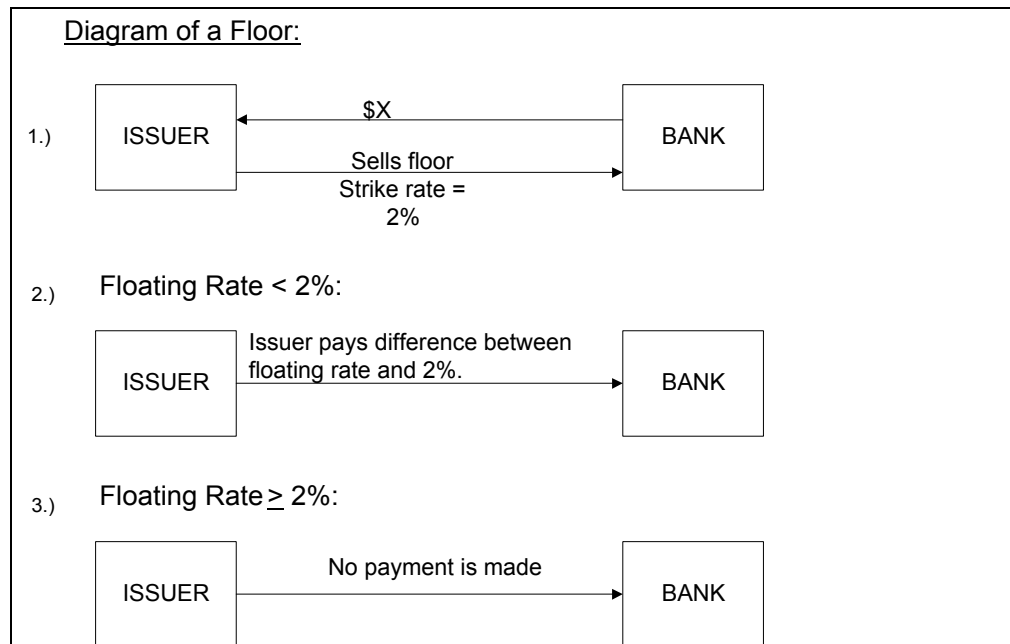 Diagram of a Floor:
$X
1.) ISSUER BANK
Sells floor
Strike rate =
2%
2.) Floating Rate < 2%:
Issuer pays difference between
floating rate and 2%.
ISSUER BANK
3.) Floating Rate ≥ 2%:
No payment is made
ISSUER BANK